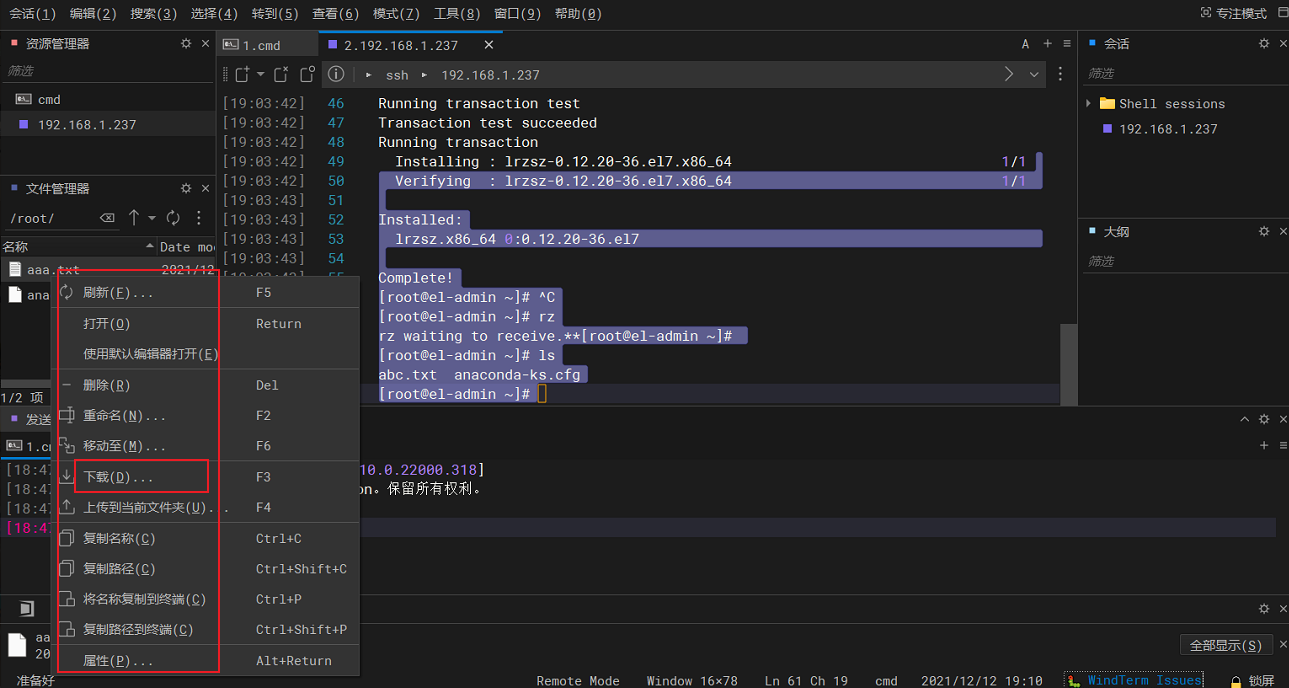 会话(1) 编辑(2) 搜索(3) 选择(4) 转到(5) 查看(6) 模式(7) 工具(8) 窗口(9) 帮助(0) 专注模式
资源管理器
筛选
cmd
192.168.1.237
文件管理器
/root/
名称 Date mo
aaa.txt 2021/12
ana
1/2 项
发送
1.cmd 2.192.168.1.237 A
ssh 192.168.1.237
[19:03:42] 46 Running transaction test
[19:03:42] 47 Transaction test succeeded
[19:03:42] 48 Running transaction
[19:03:42] 49 Installing : lrzsz-0.12.20-36.el7.x86_64 1/1
[19:03:42] 50 Verifying : lrzsz-0.12.20-36.el7.x86_64 1/1
[19:03:43] 51
[19:03:43] 52 Installed:
[19:03:43] 53 lrzsz.x86_64 0:0.12.20-36.el7
[19:03:43] 54
[19:03:43] 55 Complete!
[root@el-admin ~]# ^C
[root@el-admin ~]# rz
rz waiting to receive.**[root@el-admin ~]#
[root@el-admin ~]# ls
abc.txt anaconda-ks.cfg
[root@el-admin ~]#
会话
筛选
Shell sessions
192.168.1.237
大纲
筛选
刷新(F)... F5
打开(O) Return
使用默认编辑器打开(E)
删除(R) Del
重命名(N)... F2
移动至(M)... F6
下载(D)... F3
上传到当前文件夹(U)... F4
复制名称(C) Ctrl+C
复制路径(C) Ctrl+Shift+C
将名称复制到终端(C) Ctrl+P
复制路径到终端(C) Ctrl+Shift+P
属性(P)... Alt+Return
1.c
[18:47 10.0.22000.318]
[18:47 on。保留所有权利。
[18:47
[18:47
aa
20
全部显示(S)
准备好 Remote Mode Window 16×78 Ln 61 Ch 19 cmd 2021/12/12 19:10 WindTerm Issues 锁屏